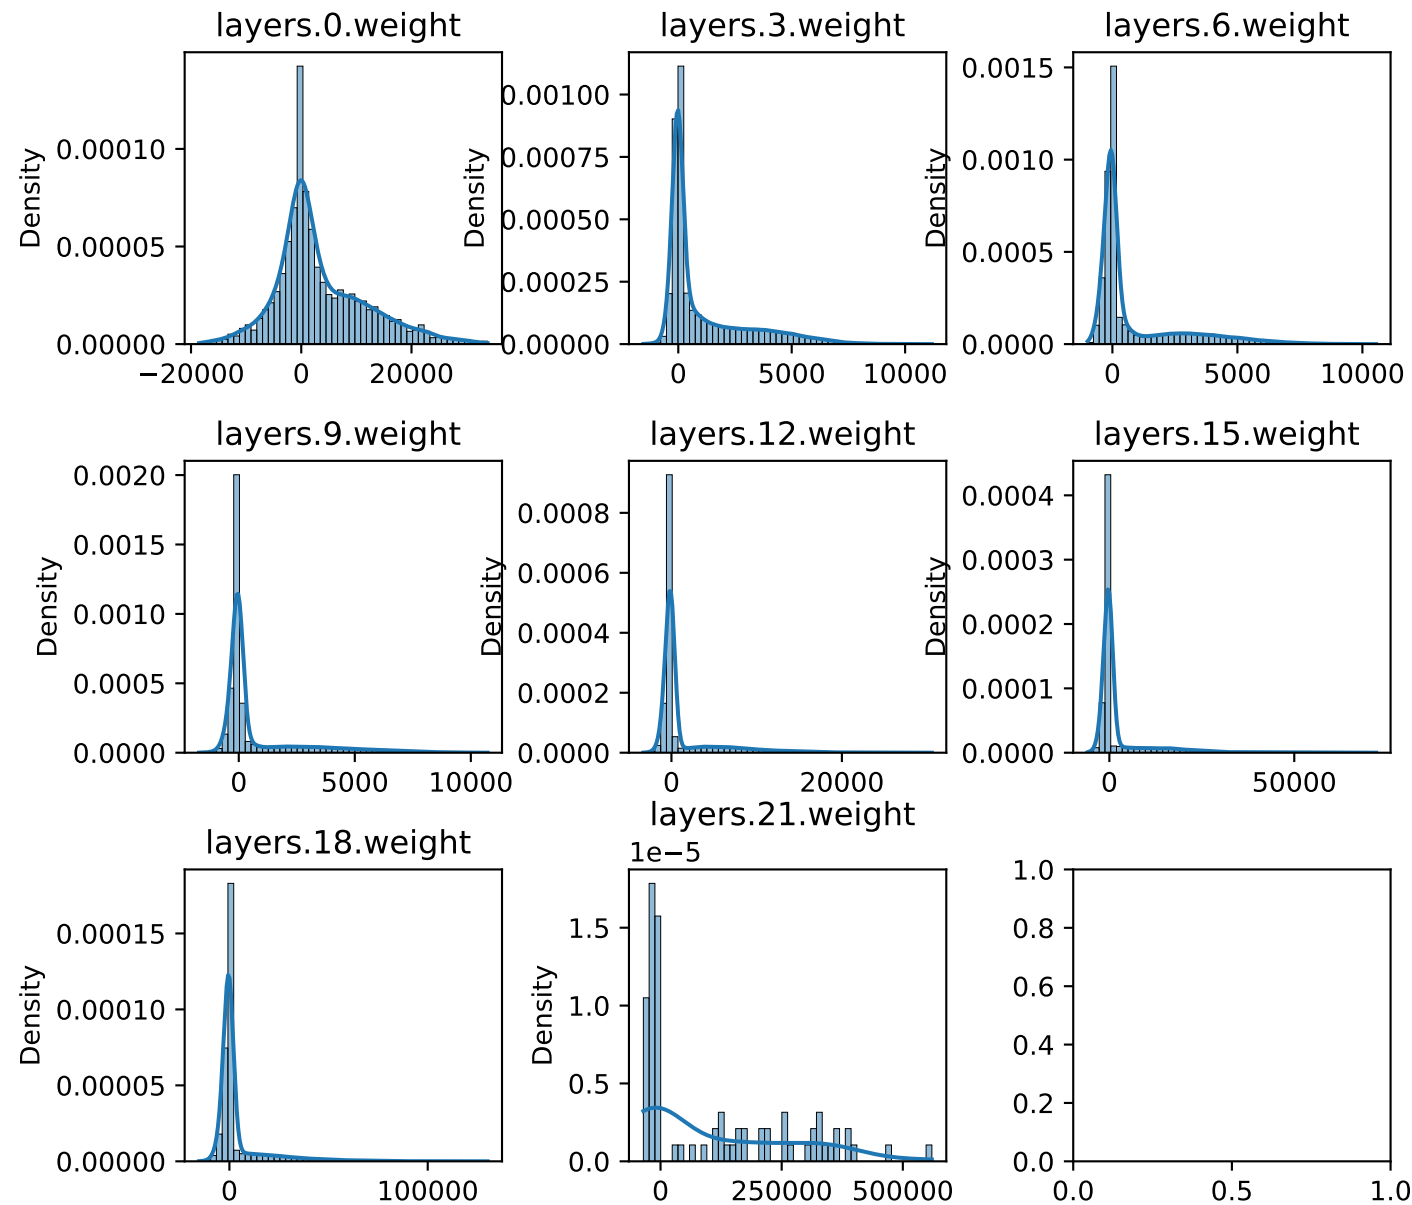 layers.0.weight
Density
0.00010
0.00005
0.00000
−20000 0 20000
layers.3.weight
Density
0.00100
0.00075
0.00050
0.00025
0.00000
0 5000 10000
layers.6.weight
Density
0.0015
0.0010
0.0005
0.0000
0 5000 10000
layers.9.weight
Density
0.0020
0.0015
0.0010
0.0005
0.0000
0 5000 10000
layers.12.weight
Density
0.0008
0.0006
0.0004
0.0002
0.0000
0 20000
layers.15.weight
Density
0.0004
0.0003
0.0002
0.0001
0.0000
0 50000
layers.18.weight
Density
0.00015
0.00010
0.00005
0.00000
0 100000
layers.21.weight
1e−5
Density
1.5
1.0
0.5
0.0
0 250000 500000
1.0
0.8
0.6
0.4
0.2
0.0
0.0 0.5 1.0